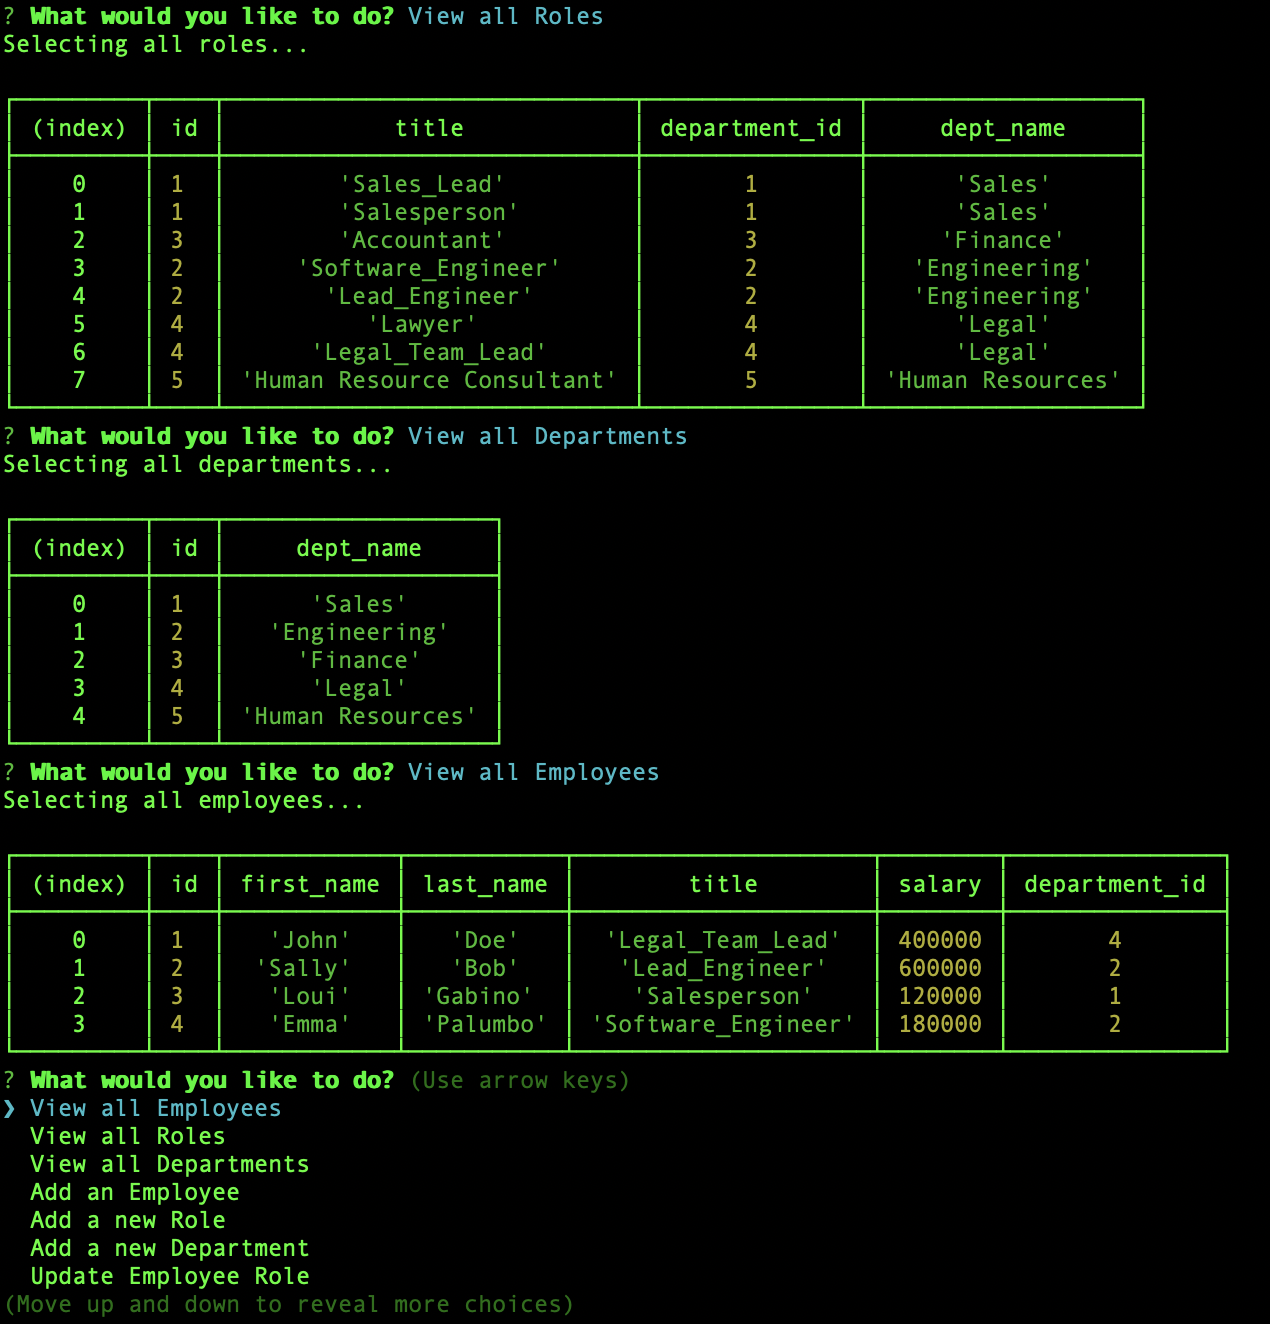 ? What would you like to do? View all Roles
Selecting all roles...
(index) id title department_id dept_name
0 1 'Sales_Lead' 1 'Sales'
1 1 'Salesperson' 1 'Sales'
2 3 'Accountant' 3 'Finance'
3 2 'Software_Engineer' 2 'Engineering'
4 2 'Lead_Engineer' 2 'Engineering'
5 4 'Lawyer' 4 'Legal'
6 4 'Legal_Team_Lead' 4 'Legal'
7 5 'Human Resource Consultant' 5 'Human Resources'
? What would you like to do? View all Departments
Selecting all departments...
(index) id dept_name
0 1 'Sales'
1 2 'Engineering'
2 3 'Finance'
3 4 'Legal'
4 5 'Human Resources'
? What would you like to do? View all Employees
Selecting all employees...
(index) id first_name last_name title salary department_id
0 1 'John' 'Doe' 'Legal_Team_Lead' 400000 4
1 2 'Sally' 'Bob' 'Lead_Engineer' 600000 2
2 3 'Loui' 'Gabino' 'Salesperson' 120000 1
3 4 'Emma' 'Palumbo' 'Software_Engineer' 180000 2
? What would you like to do? (Use arrow keys)
❯ View all Employees
View all Roles
View all Departments
Add an Employee
Add a new Role
Add a new Department
Update Employee Role
(Move up and down to reveal more choices)